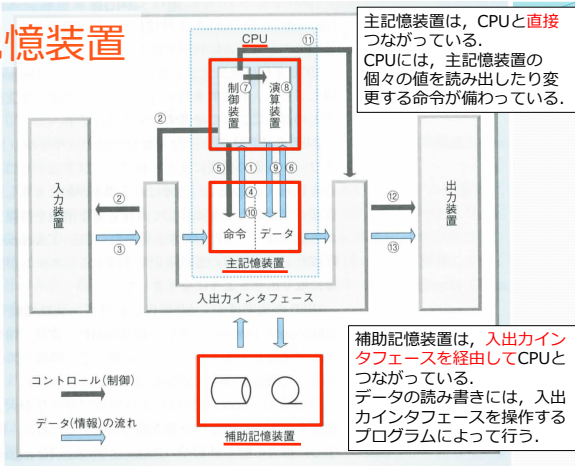 憶装置
主記憶装置は，CPUと直接
つながっている．
CPUには，主記憶装置の
個々の値を読み出したり変
更する命令が備わっている．
CPU
⑪
制御装置
⑦
演算装置
⑧
②
⑤
①
⑨
⑥
④
⑩
入力装置
②
③
命令
データ
主記憶装置
出力装置
⑫
⑬
入出力インタフェース
補助記憶装置は，入出力イン
タフェースを経由してCPUと
つながっている．
データの読み書きには，入出
力インタフェースを操作する
プログラムによって行う．
コントロール(制御)
データ(情報)の流れ
補助記憶装置